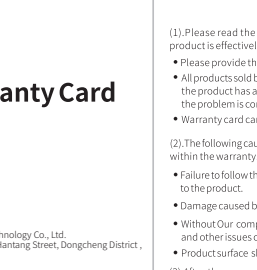 anty Card
hnology Co., Ltd.
Hantang Street, Dongcheng District ,
(1).Please read the
product is effectivel
• Please provide th
• All products sold b
the product has a
the problem is co
• Warranty card ca
(2).The following cau
within the warranty
• Failure to follow th
to the product.
• Damage caused b
• Without Our comp
and other issues c
• Product surface s